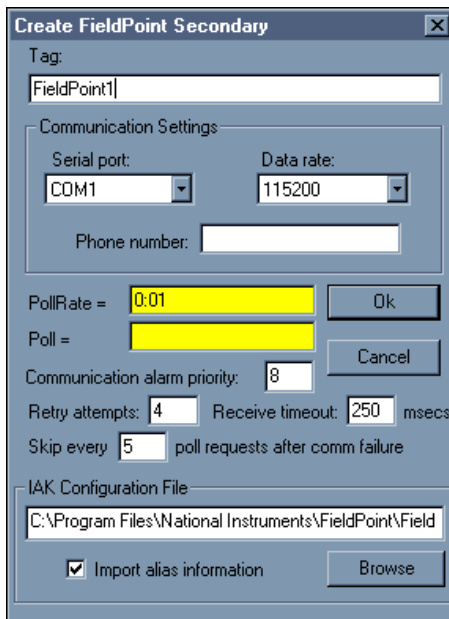 Create FieldPoint Secondary
Tag:
FieldPoint1
Communication Settings
Serial port: Data rate:
COM1 115200
Phone number:
PollRate = 0:01 Ok
Poll =
Cancel
Communication alarm priority: 8
Retry attempts: 4 Receive timeout: 250 msecs
Skip every 5 poll requests after comm failure
IAK Configuration File
C:\Program Files\National Instruments\FieldPoint\Field
Import alias information Browse